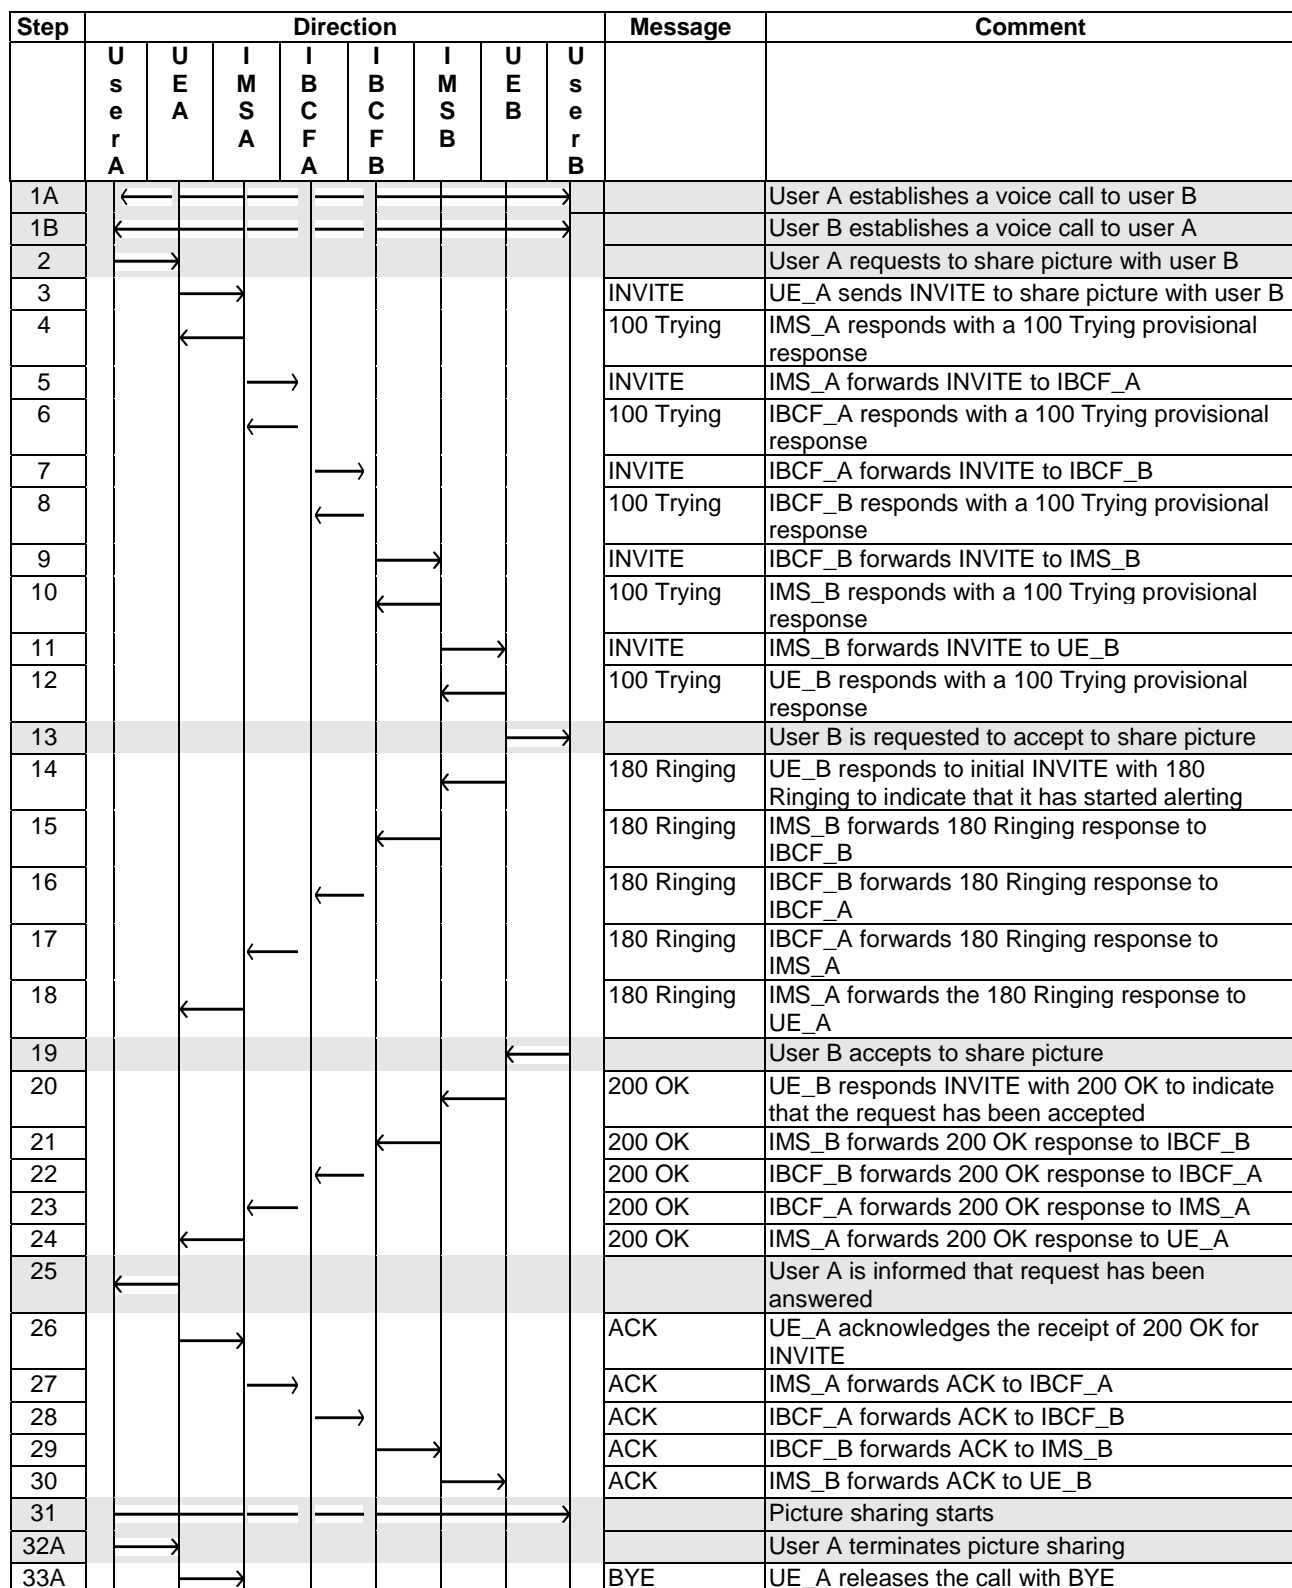 Step Direction Message Comment
U U I I I I U U
s E M B B M E s
e A S C C S B e
r A F F B r
A A B B
1A User A establishes a voice call to user B
1B User B establishes a voice call to user A
2 User A requests to share picture with user B
3 INVITE UE_A sends INVITE to share picture with user B
4 100 Trying IMS_A responds with a 100 Trying provisional
response
5 INVITE IMS_A forwards INVITE to IBCF_A
6 100 Trying IBCF_A responds with a 100 Trying provisional
response
7 INVITE IBCF_A forwards INVITE to IBCF_B
8 100 Trying IBCF_B responds with a 100 Trying provisional
response
9 INVITE IBCF_B forwards INVITE to IMS_B
10 100 Trying IMS_B responds with a 100 Trying provisional
response
11 INVITE IMS_B forwards INVITE to UE_B
12 100 Trying UE_B responds with a 100 Trying provisional
response
13 User B is requested to accept to share picture
14 180 Ringing UE_B responds to initial INVITE with 180
Ringing to indicate that it has started alerting
15 180 Ringing IMS_B forwards 180 Ringing response to
IBCF_B
16 180 Ringing IBCF_B forwards 180 Ringing response to
IBCF_A
17 180 Ringing IBCF_A forwards 180 Ringing response to
IMS_A
18 180 Ringing IMS_A forwards the 180 Ringing response to
UE_A
19 User B accepts to share picture
20 200 OK UE_B responds INVITE with 200 OK to indicate
that the request has been accepted
21 200 OK IMS_B forwards 200 OK response to IBCF_B
22 200 OK IBCF_B forwards 200 OK response to IBCF_A
23 200 OK IBCF_A forwards 200 OK response to IMS_A
24 200 OK IMS_A forwards 200 OK response to UE_A
25 User A is informed that request has been
answered
26 ACK UE_A acknowledges the receipt of 200 OK for
INVITE
27 ACK IMS_A forwards ACK to IBCF_A
28 ACK IBCF_A forwards ACK to IBCF_B
29 ACK IBCF_B forwards ACK to IMS_B
30 ACK IMS_B forwards ACK to UE_B
31 Picture sharing starts
32A User A terminates picture sharing
33A BYE UE_A releases the call with BYE